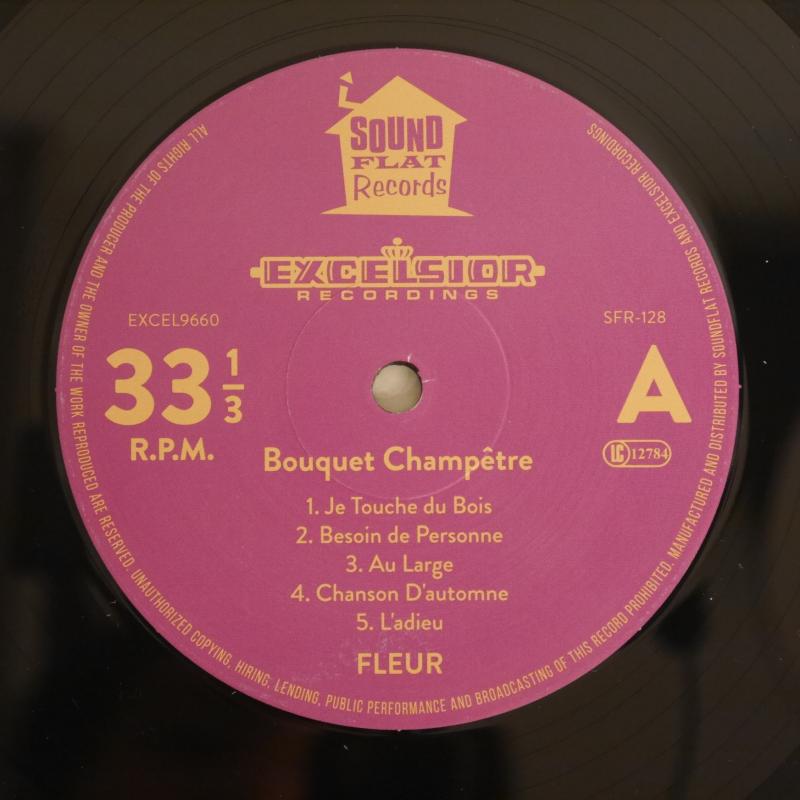 SOUND
FLAT
Records
EXCELSIOR
RECORDINGS
EXCEL9660
SFR-128
33 1/3
R.P.M.
A
LC 12784
Bouquet Champêtre
1. Je Touche du Bois
2. Besoin de Personne
3. Au Large
4. Chanson D'automne
5. L'adieu
FLEUR
ALL RIGHTS OF THE PRODUCER AND THE OWNER OF THE WORK REPRODUCED ARE RESERVED. UNAUTHORIZED COPYING, HIRING, LENDING, PUBLIC PERFORMANCE AND BROADCASTING OF THIS RECORD PROHIBITED. MANUFACTURED AND DISTRIBUTED BY SOUNDFLAT RECORDS AND EXCELSIOR RECORDINGS